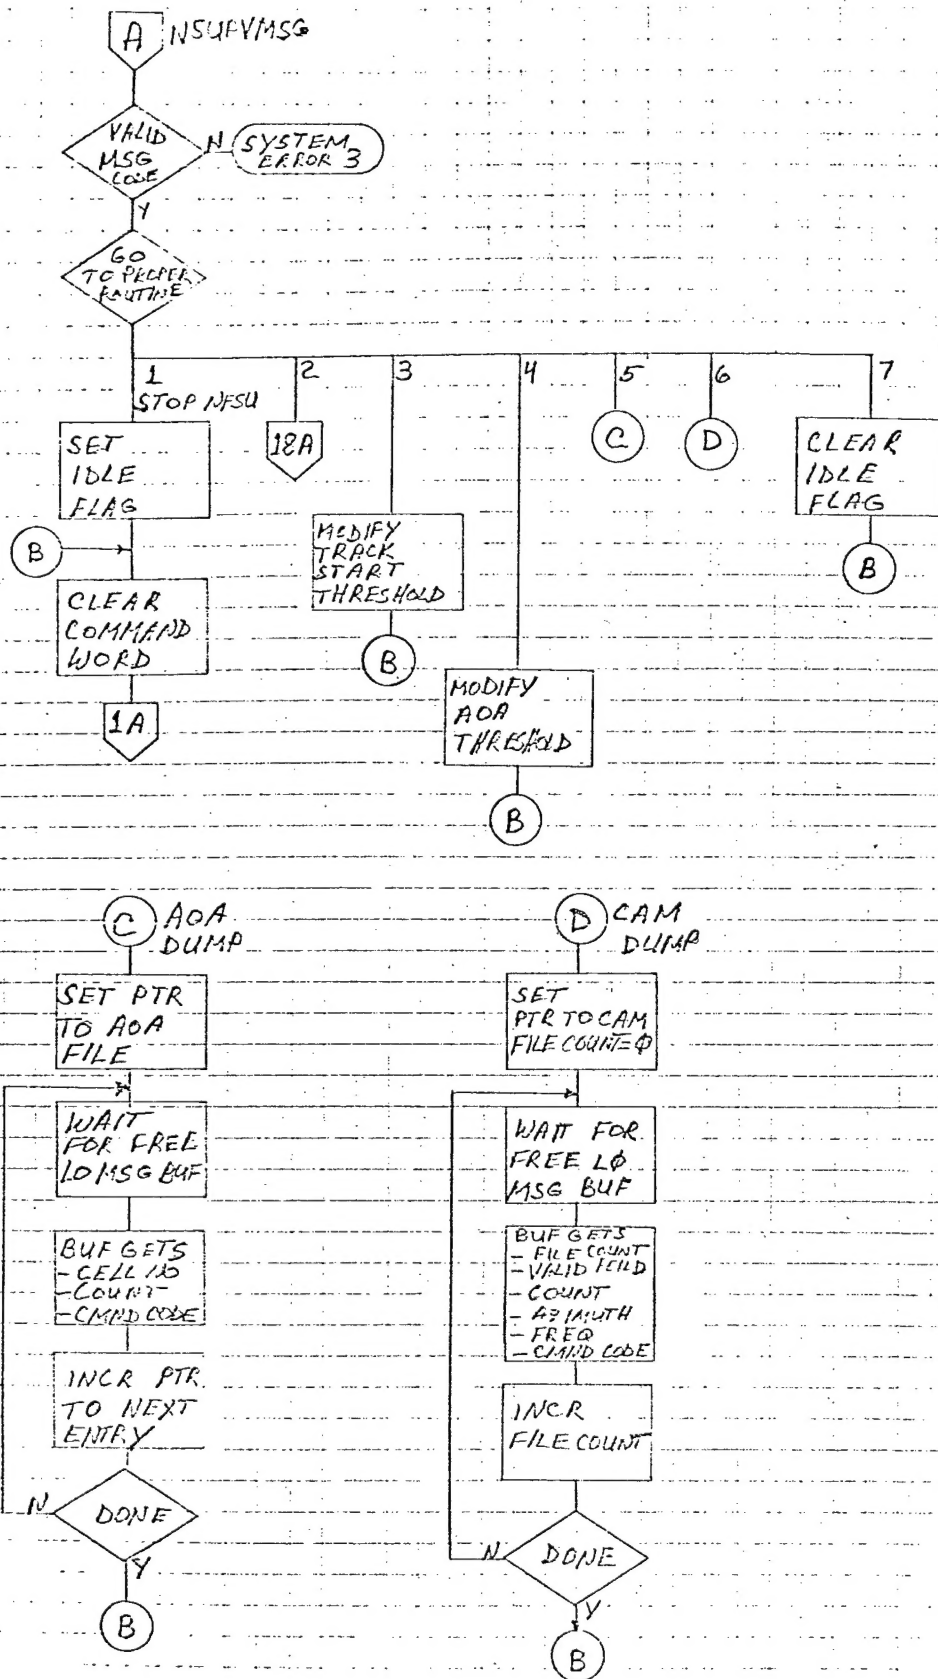 A
VALID
MSG
CODE
N
SYSTEM
ERROR 3
Y
GO
TO PROPER
ROUTINE
1
2
3
4
5
6
7
STOP NFSU
SET
IDLE
FLAG
18A
C
D
CLEAR
IDLE
FLAG
B
MODIFY
TRACK
START
THRESHOLD
B
CLEAR
COMMAND
WORD
B
B
MODIFY
AOA
THRESHOLD
1A
B
C
AOA
DUMP
SET PTR
TO AOA
FILE
WAIT
FOR FREE
LO MSG BUF
BUF GETS
- CELL NO
- COUNT
- CMND CODE
INCR PTR
TO NEXT
ENTRY
N
DONE
Y
B
D
CAM
DUMP
SET
PTR TO CAM
FILE COUNT=Φ
WAIT FOR
FREE LΦ
MSG BUF
BUF GETS
- FILE COUNT
- VALID FEILD
- COUNT
- AZIMUTH
- FREQ
- CMND CODE
INCR
FILE COUNT
N
DONE
Y
B